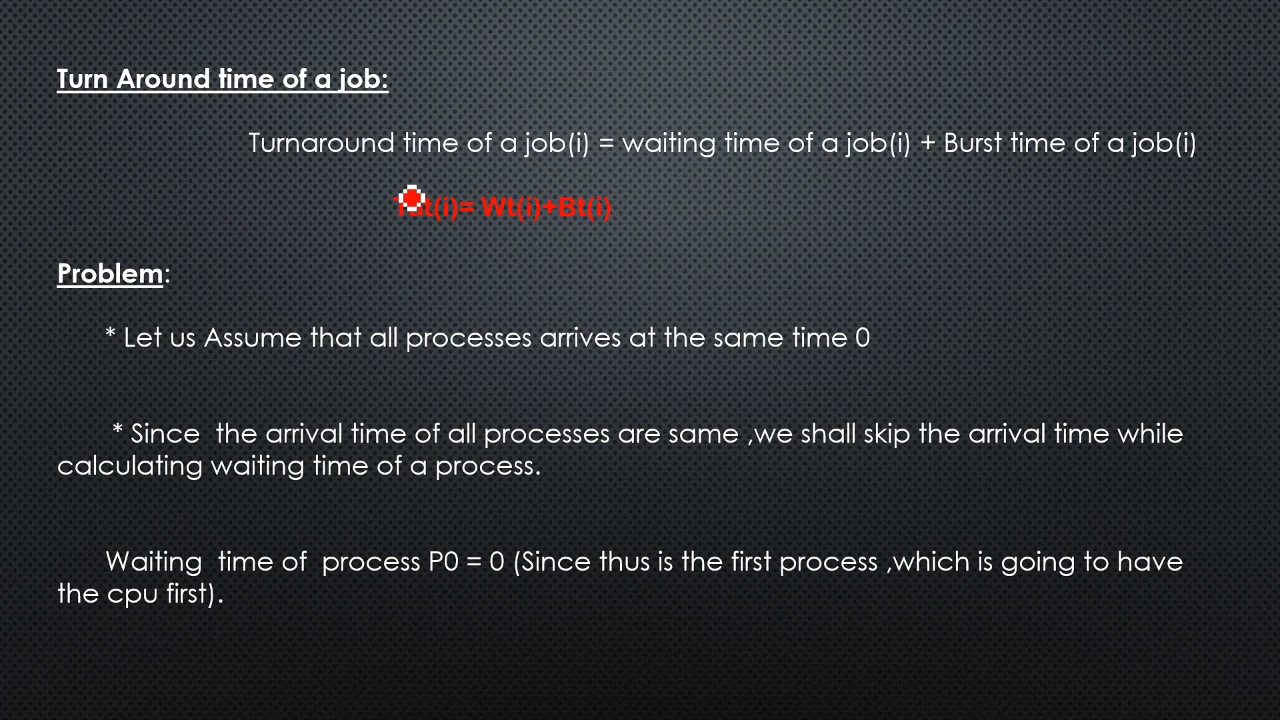 Turn Around time of a job:
Turnaround time of a job(i) = waiting time of a job(i) + Burst time of a job(i)
Wt(i)+Bt(i)
Problem:
* Let us Assume that all processes arrives at the same time 0
* Since the arrival time of all processes are same ,we shall skip the arrival time while
calculating waiting time of a process.
Waiting time of process P0 = 0 (Since thus is the first process ,which is going to have
the cpu first).